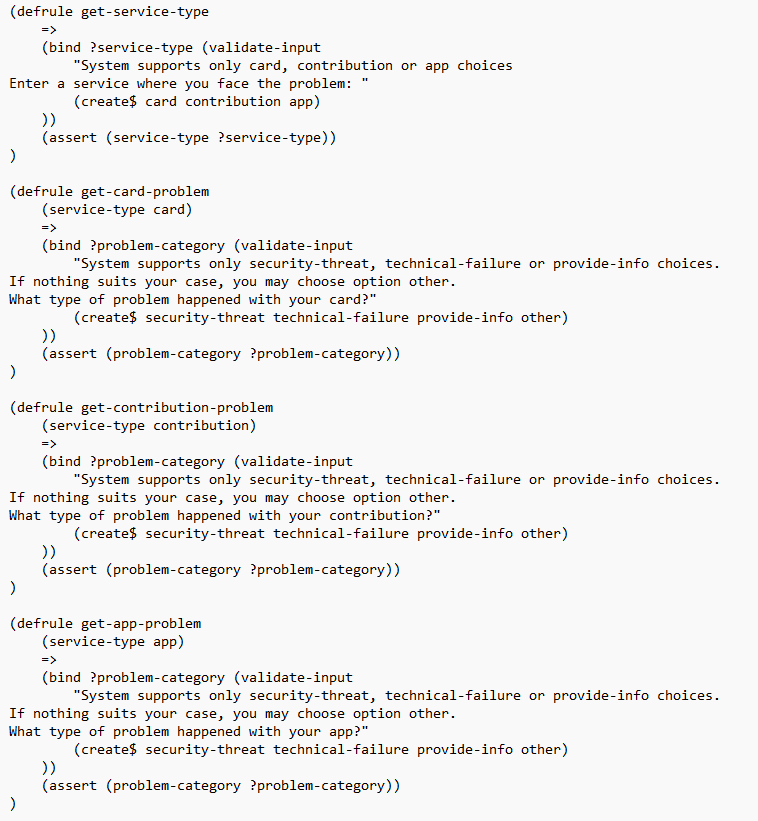 (defrule get-service-type
    =>
    (bind ?service-type (validate-input
        "System supports only card, contribution or app choices
Enter a service where you face the problem: "
        (create$ card contribution app)
    ))
    (assert (service-type ?service-type))
)

(defrule get-card-problem
    (service-type card)
    =>
    (bind ?problem-category (validate-input
        "System supports only security-threat, technical-failure or provide-info choices.
If nothing suits your case, you may choose option other.
What type of problem happened with your card?"
        (create$ security-threat technical-failure provide-info other)
    ))
    (assert (problem-category ?problem-category))
)

(defrule get-contribution-problem
    (service-type contribution)
    =>
    (bind ?problem-category (validate-input
        "System supports only security-threat, technical-failure or provide-info choices.
If nothing suits your case, you may choose option other.
What type of problem happened with your contribution?"
        (create$ security-threat technical-failure provide-info other)
    ))
    (assert (problem-category ?problem-category))
)

(defrule get-app-problem
    (service-type app)
    =>
    (bind ?problem-category (validate-input
        "System supports only security-threat, technical-failure or provide-info choices.
If nothing suits your case, you may choose option other.
What type of problem happened with your app?"
        (create$ security-threat technical-failure provide-info other)
    ))
    (assert (problem-category ?problem-category))
)